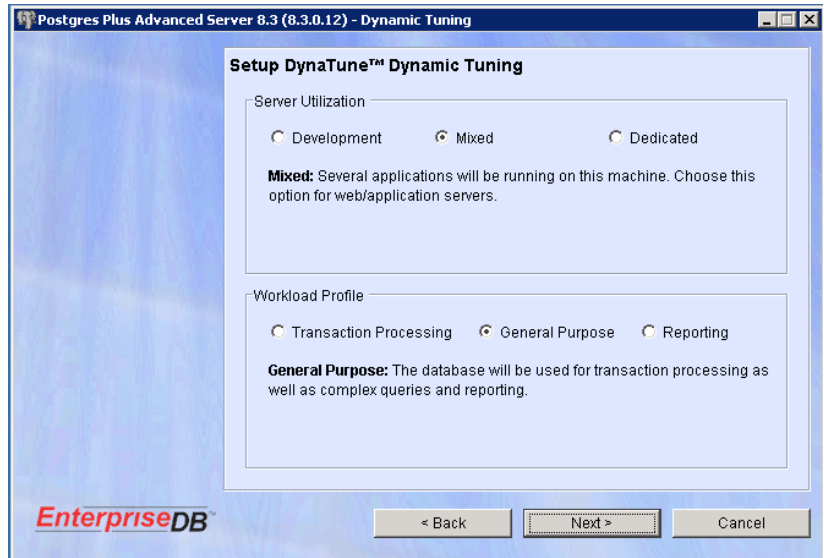 Postgres Plus Advanced Server 8.3 (8.3.0.12) - Dynamic Tuning
Setup DynaTune™ Dynamic Tuning
Server Utilization
Development Mixed Dedicated
Mixed: Several applications will be running on this machine. Choose this
option for web/application servers.
Workload Profile
Transaction Processing General Purpose Reporting
General Purpose: The database will be used for transaction processing as
well as complex queries and reporting.
EnterpriseDB™
< Back Next > Cancel